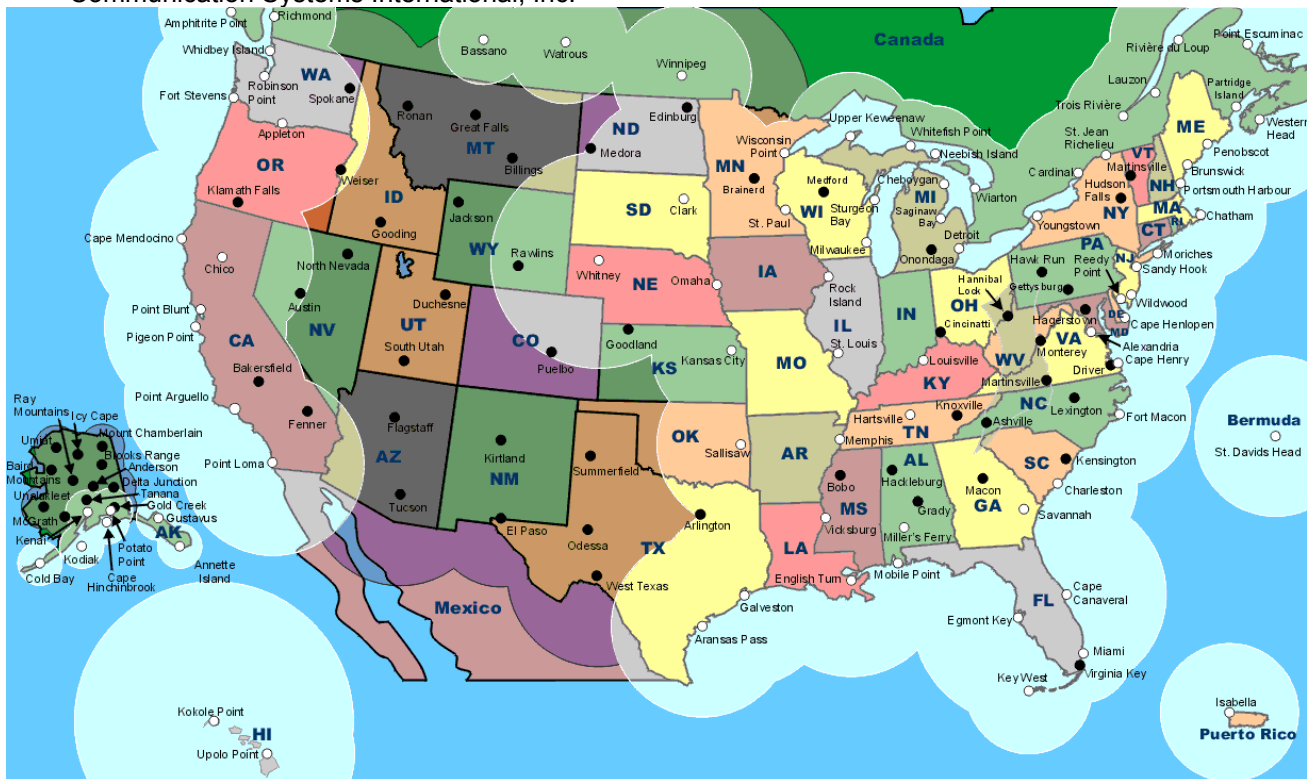 Communication Systems International, Inc.
Amphitrite Point
Richmond
Bassano
Watrous
Winnipeg
Canada
Rivière du Loup
Point Escuminac
Whidbey Island
WA
Robinson
Point
Spokane
Fort Stevens
Appleton
Ronan
Great Falls
MT
Billings
ND
Edinburg
Medora
MN
Wisconsin
Point
Brainerd
Upper Keweenaw
Whitefish Point
Neebish Island
Lauzon
Trois Rivière
Partridge
Island
Western
Head
St. Jean
Richelieu
ME
Penobscot
Brunswick
Portsmouth Harbour
OR
Klamath Falls
Weiser
ID
Gooding
Jackson
WY
Rawlins
SD
Clark
St. Paul
Medford
WI
Sturgeon
Bay
Milwaukee
Cheboygan
MI
Saginaw
Bay
Detroit
Onondaga
Wiarton
Cardinal
VT
Martinsville
NH
Hudson
Falls
NY
MA
RI
CT
Chatham
Youngstown
Cape Mendocino
Chico
North Nevada
Austin
NV
Duchesne
UT
South Utah
CO
Puelbo
Whitney
NE
Omaha
IA
Rock
Island
IL
St. Louis
IN
OH
Hannibal
Lock
Cincinatti
PA
Hawk Run
Gettysburg
Reedy
Point
NJ
Moriches
Sandy Hook
Wildwood
DE
MD
Cape Henlopen
Hagerstown
Alexandria
Cape Henry
VA
Monterey
Driver
WV
Martinsville
Louisville
KY
Goodland
KS
Kansas City
MO
Point Blunt
Pigeon Point
CA
Bakersfield
Fenner
Point Arguello
Point Loma
Flagstaff
AZ
Tucson
Kirtland
NM
El Paso
Summerfield
Odessa
West Texas
TX
Arlington
OK
Sallisaw
AR
Memphis
Hartsville
TN
Knoxville
Ashville
NC
Lexington
Fort Macon
SC
Kensington
Charleston
Savannah
Macon
GA
AL
Hackleburg
Grady
Miller's Ferry
Bobo
MS
Vicksburg
LA
English Turn
Mobile Point
Galveston
Aransas Pass
FL
Cape
Canaveral
Egmont Key
Miami
Virginia Key
Key West
Bermuda
St. Davids Head
Isabella
Puerto Rico
Mexico
Ray
Mountains
Icy Cape
Mount Chamberlain
Umiat
Brooks Range
Baird
Mountains
Anderson
Delta Junction
Unalakleet
Tanana
Gold Creek
McGrath
Gustavus
AK
Kenai
Kodiak
Potato
Point
Cold Bay
Cape
Hinchinbrook
Annette
Island
Kokole Point
HI
Upolo Point